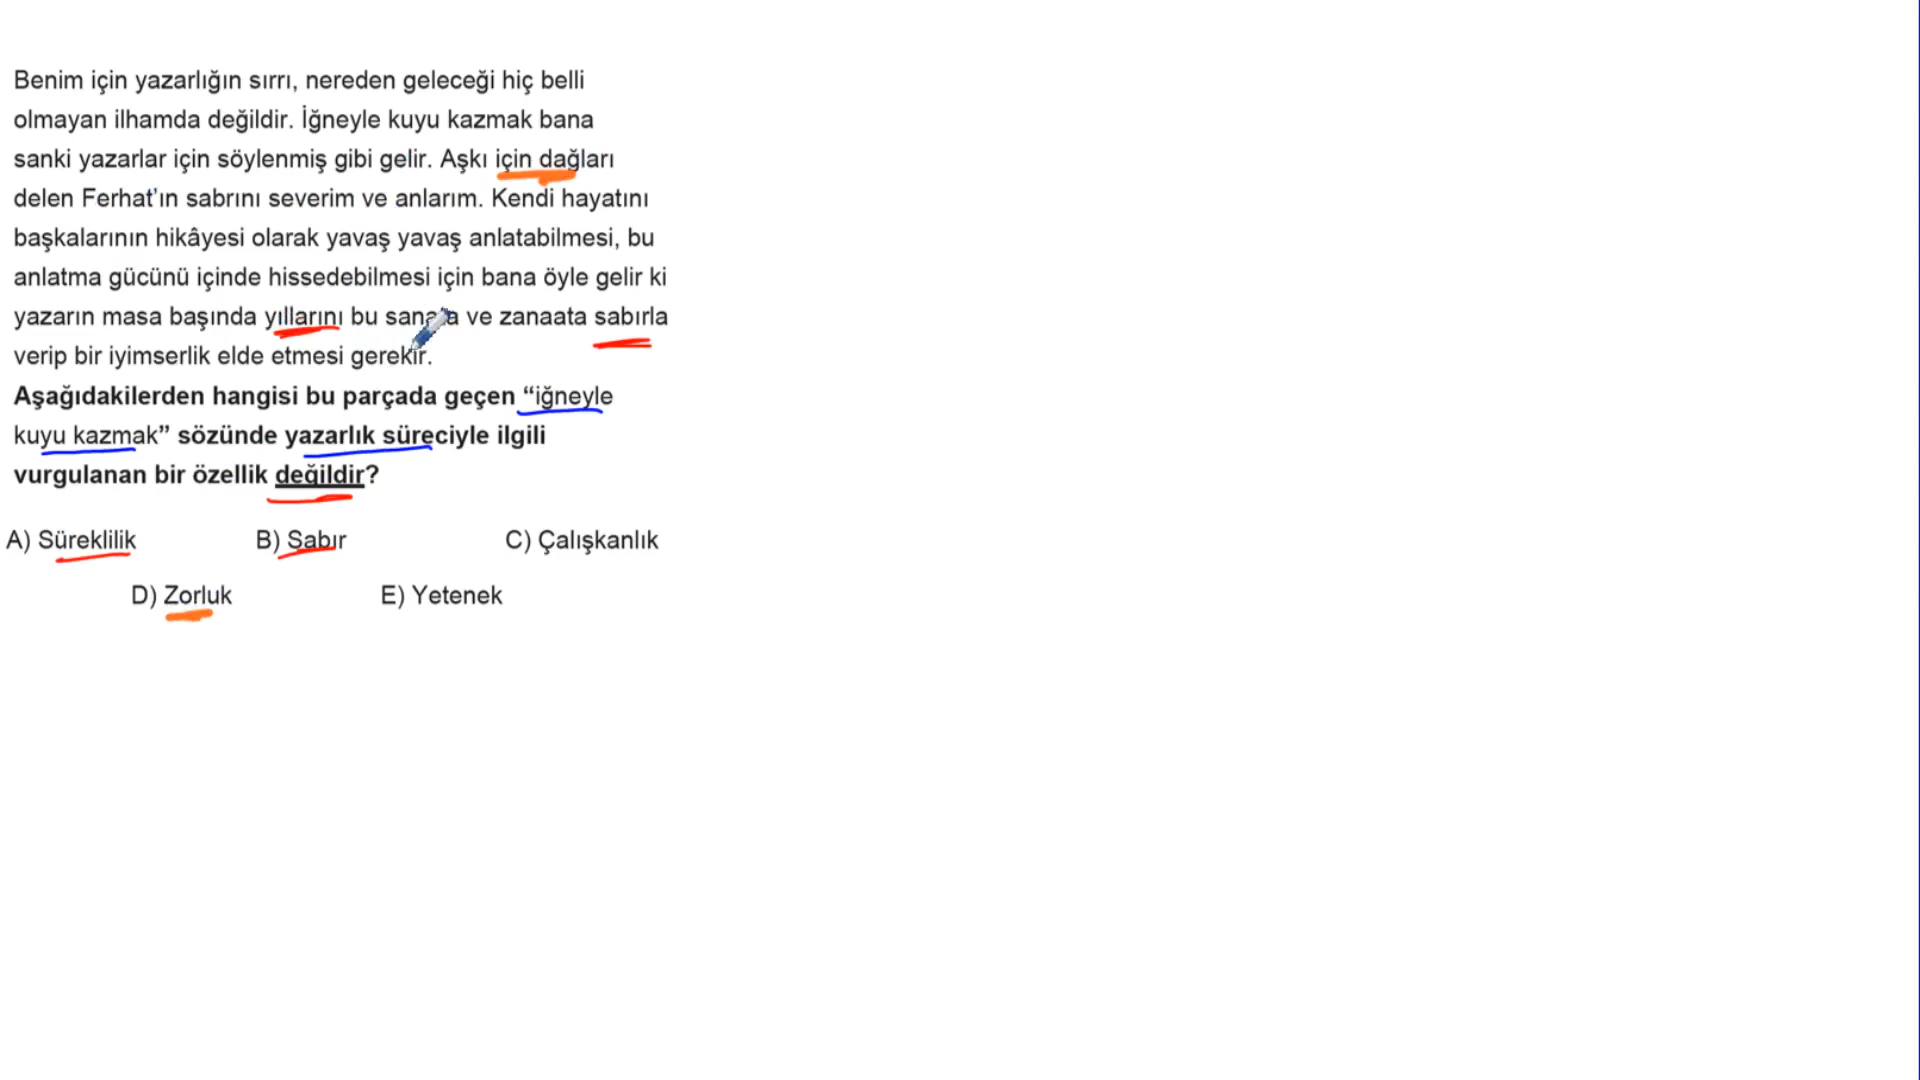 Benim için yazarlığın sırrı, nereden geleceği hiç belli
olmayan ilhamda değildir. İğneyle kuyu kazmak bana
sanki yazarlar için söylenmiş gibi gelir. Aşkı için dağları
delen Ferhat’ın sabrını severim ve anlarım. Kendi hayatını
başkalarının hikâyesi olarak yavaş yavaş anlatabilmesi, bu
anlatma gücünü içinde hissedebilmesi için bana öyle gelir ki
yazarın masa başında yıllarını bu sanata ve zanaata sabırla
verip bir iyimserlik elde etmesi gerekir.
Aşağıdakilerden hangisi bu parçada geçen “iğneyle
kuyu kazmak” sözünde yazarlık süreciyle ilgili
vurgulanan bir özellik değildir?
A) Süreklilik B) Sabır C) Çalışkanlık
D) Zorluk E) Yetenek